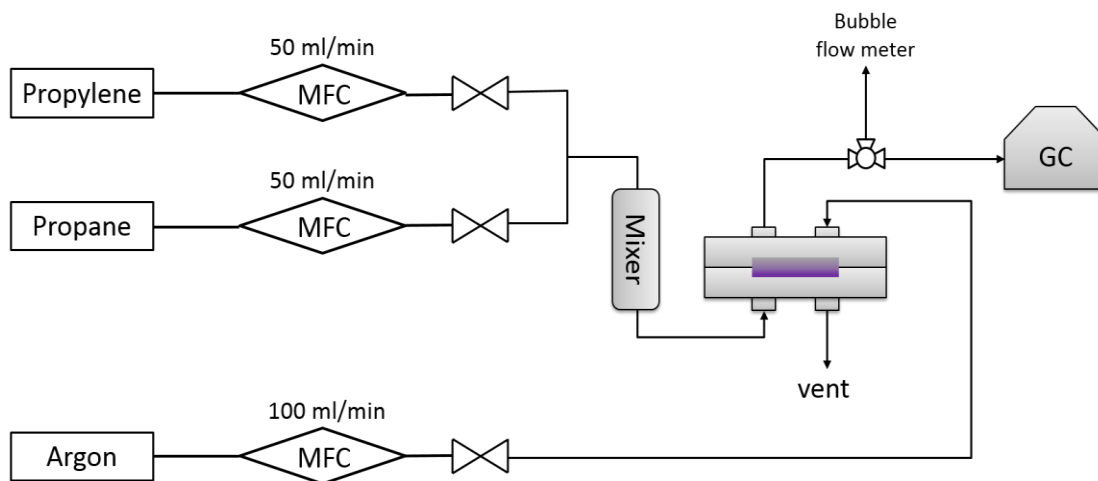 Bubble
flow meter
50 ml/min
Propylene
MFC
GC
50 ml/min
Propane
MFC
Mixer
vent
100 ml/min
Argon
MFC